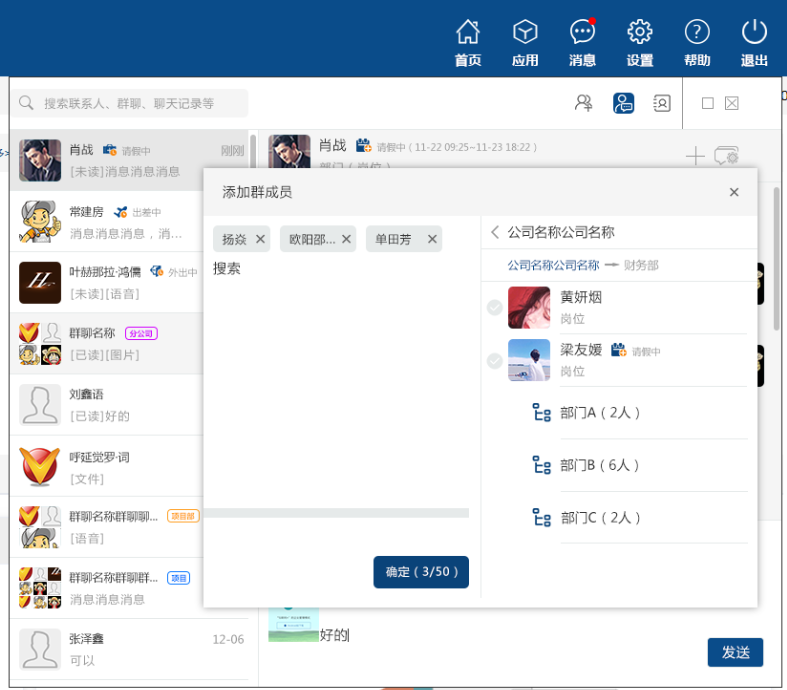 首页 应用 消息 设置 帮助 退出
搜索联系人、群聊、聊天记录等
肖战 请假中 刚刚
[未读]消息消息消息
常建房 出差中
消息消息消息，消...
叶赫那拉·鸿儒 外出中
[未读][语音]
群聊名称 分公司
[已读][图片]
刘鑫语
[已读]好的
呼延觉罗·词
[文件]
群聊名称群聊聊... 项目部
[语音]
群聊名称群聊群... 项目
消息消息消息
张泽鑫 12-06
可以
肖战 请假中 ( 11-22 09:25~11-23 18:22 )
部门 ( 岗位 )
添加群成员
扬焱 欧阳邵... 单田芳
搜索
确定 ( 3/50 )
公司名称公司名称
公司名称公司名称 财务部
黄妍烟
岗位
梁友媛 请假中
岗位
部门A ( 2人 )
部门B ( 6人 )
部门C ( 2人 )
好的
发送